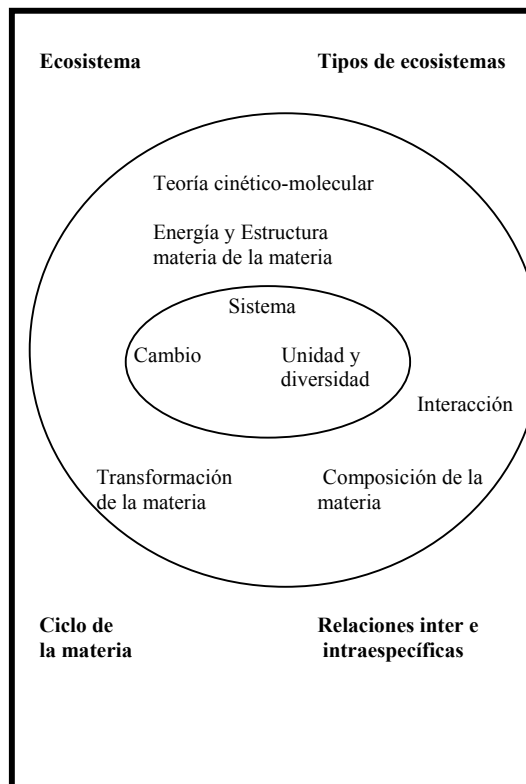 Ecosistema Tipos de ecosistemas
Teoría cinético-molecular
Energía y Estructura
materia de la materia
Sistema
Cambio
Unidad y
diversidad
Interacción
Transformación
de la materia
Composición de la
materia
Ciclo de
la materia
Relaciones inter e
intraespecíficas